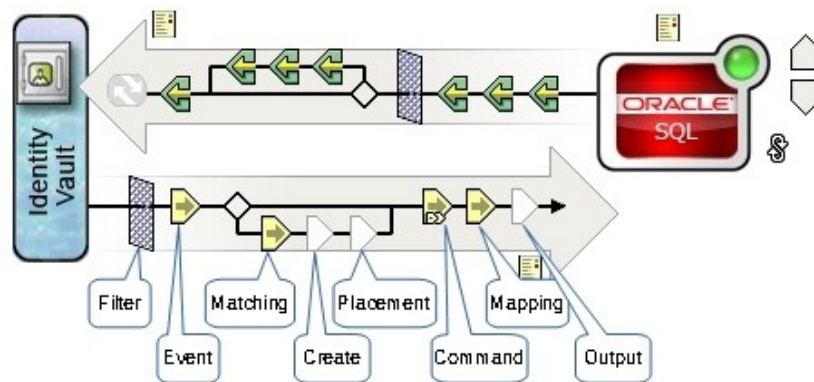 Identity
Vault
ORACLE
SQL
Filter
Matching
Placement
Mapping
Event
Create
Command
Output